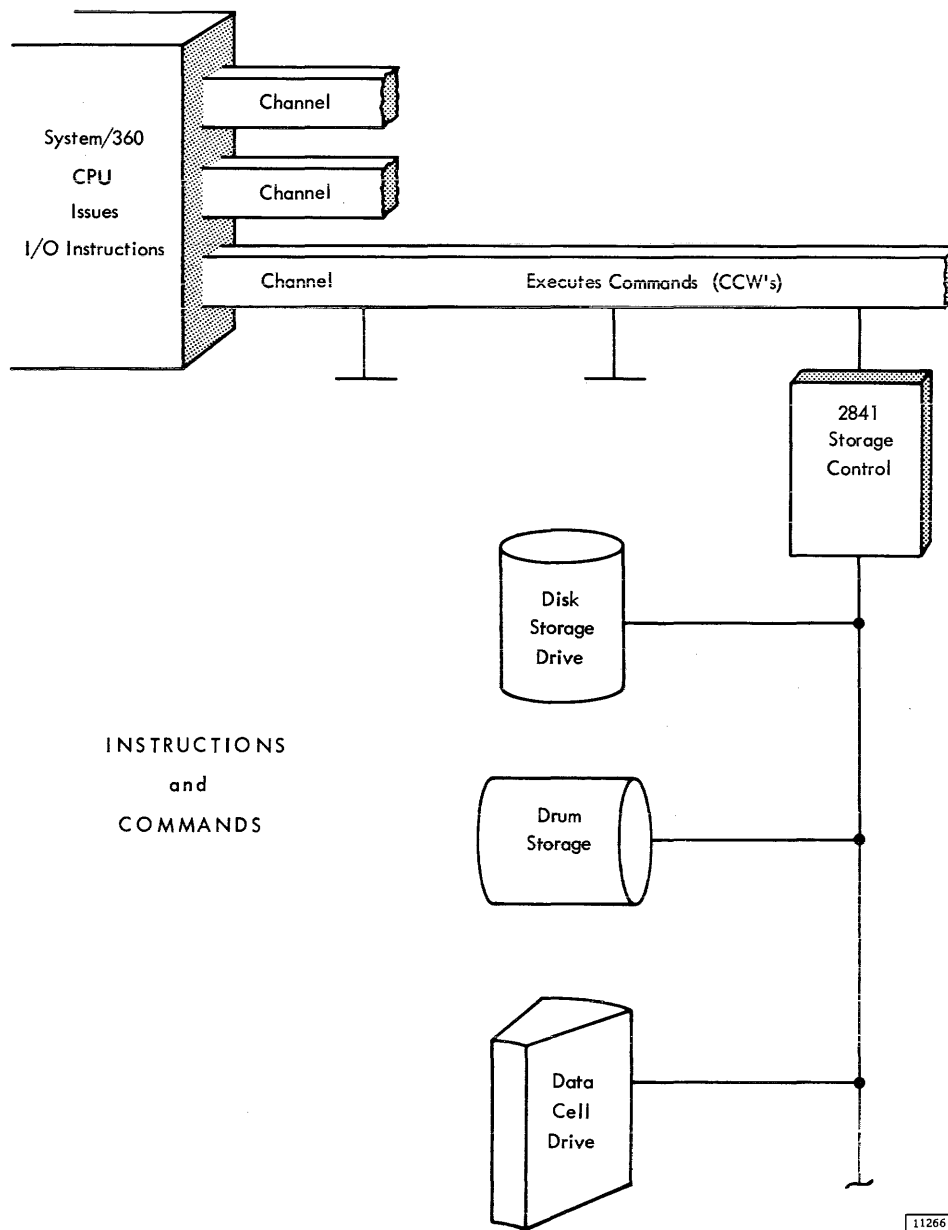 System/360
CPU
Issues
I/O Instructions
Channel
Channel
Channel Executes Commands (CCW's)
2841
Storage
Control
Disk
Storage
Drive
INSTRUCTIONS
and
COMMANDS
Drum
Storage
Data
Cell
Drive
11266